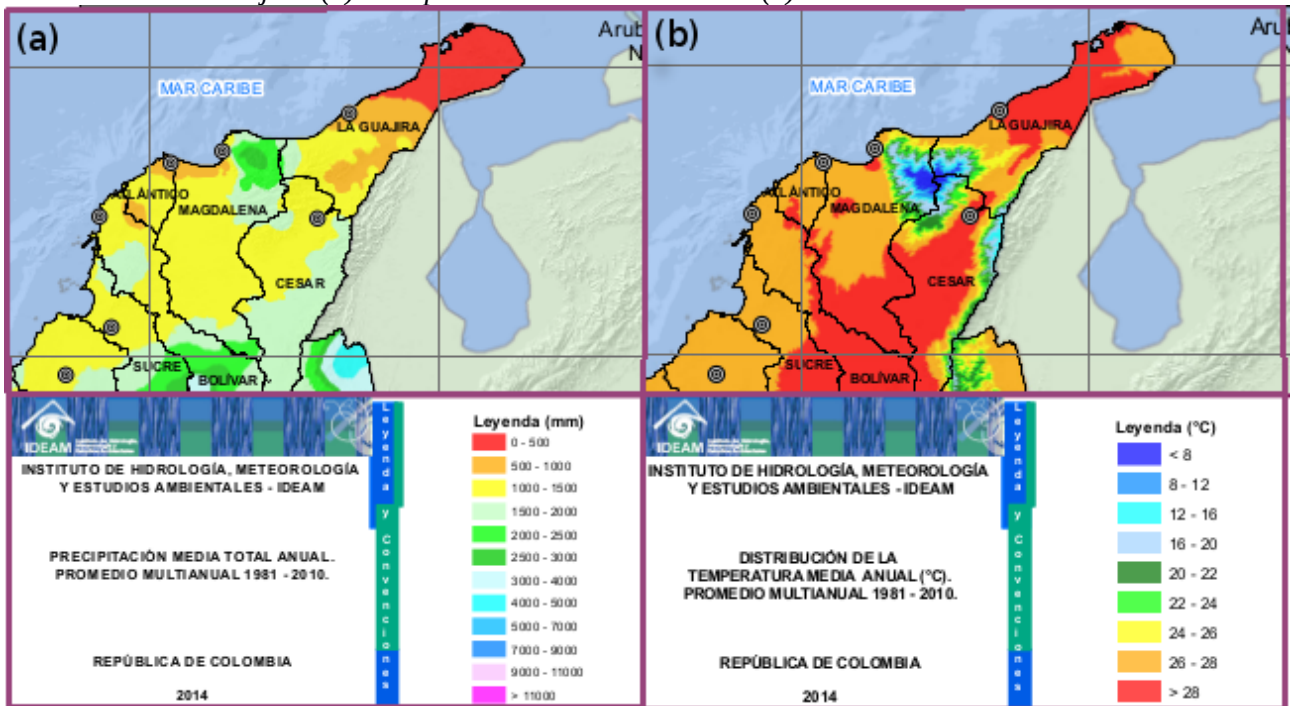 (a)
Arub
N
MAR CARIBE
LA GUAJIRA
ATLÁNTICO
MAGDALENA
CESAR
SUCRE
BOLÍVAR
(b)
Arub
N
MAR CARIBE
LA GUAJIRA
ATLÁNTICO
MAGDALENA
CESAR
SUCRE
BOLÍVAR
IDEAM
INSTITUTO DE HIDROLOGÍA, METEOROLOGÍA
Y ESTUDIOS AMBIENTALES - IDEAM
PRECIPITACIÓN MEDIA TOTAL ANUAL.
PROMEDIO MULTIANUAL 1981 - 2010.
REPÚBLICA DE COLOMBIA
2014
Leyenda y Convenciones
Leyenda (mm)
0 - 500
500 - 1000
1000 - 1500
1500 - 2000
2000 - 2500
2500 - 3000
3000 - 4000
4000 - 5000
5000 - 7000
7000 - 9000
9000 - 11000
> 11000
IDEAM
INSTITUTO DE HIDROLOGÍA, METEOROLOGÍA
Y ESTUDIOS AMBIENTALES - IDEAM
DISTRIBUCIÓN DE LA
TEMPERATURA MEDIA ANUAL (°C).
PROMEDIO MULTIANUAL 1981 - 2010.
REPÚBLICA DE COLOMBIA
2014
Leyenda y Convenciones
Leyenda (°C)
< 8
8 - 12
12 - 16
16 - 20
20 - 22
22 - 24
24 - 26
26 - 28
> 28